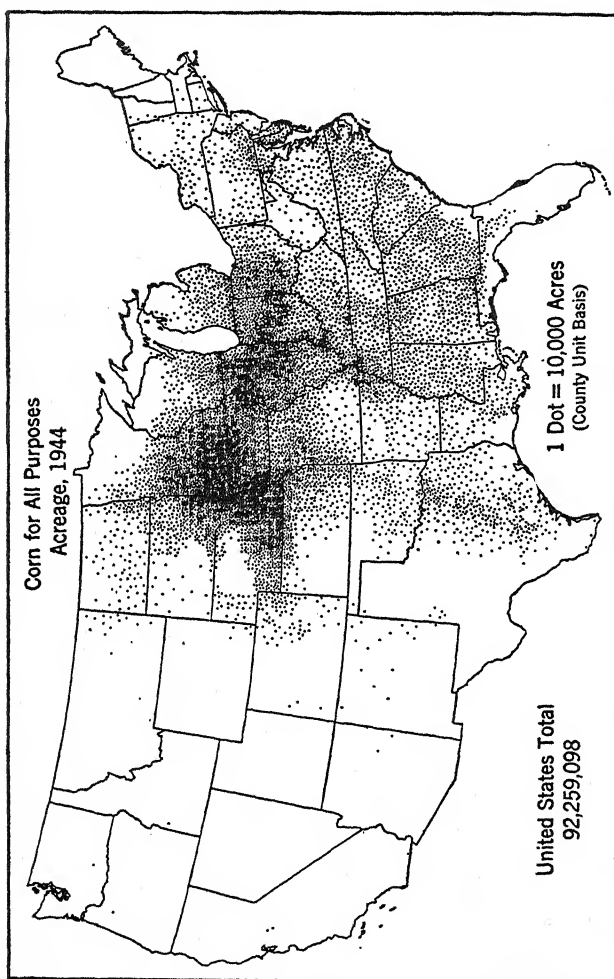 Corn for All Purposes
Acreage, 1944
1 Dot = 10,000 Acres
(County Unit Basis)
United States Total
92,259,098